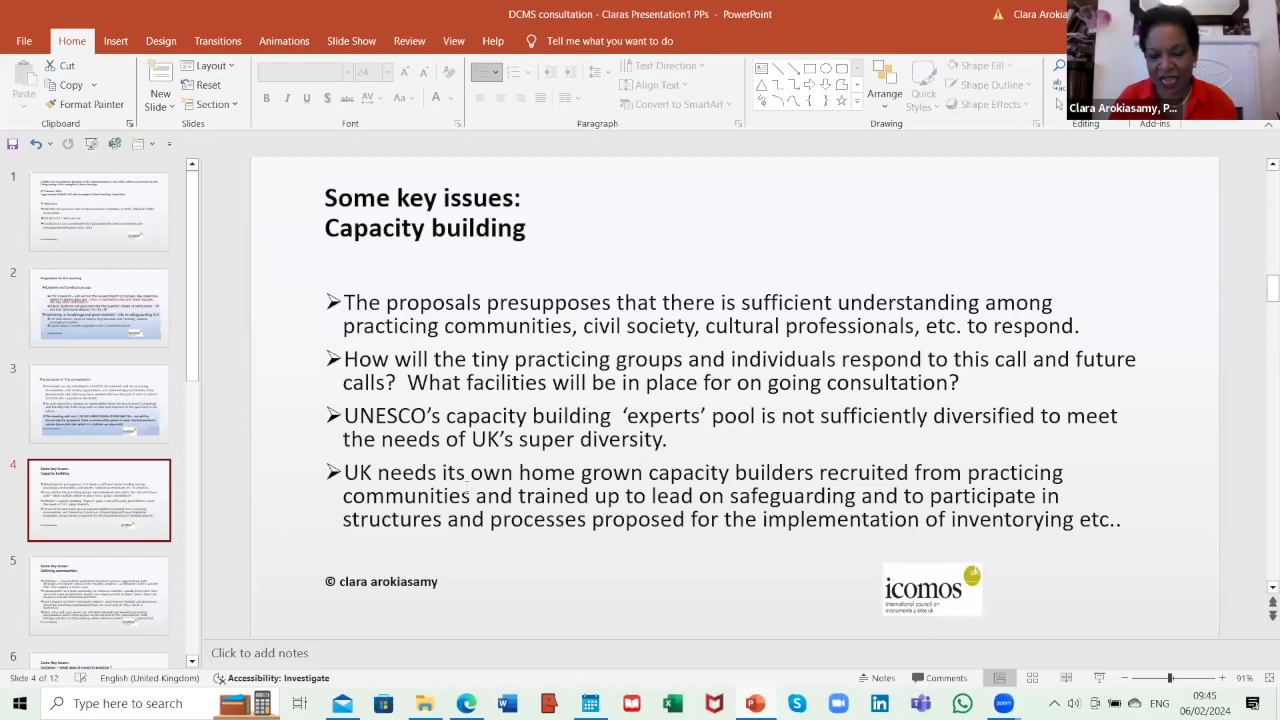 DCMS consultation - Claras Presentation1 PPs - PowerPoint
Clara Arokia
File Home Insert Design Transitions Animations Slide Show Review View Help Tell me what you want to do
Cut
Copy
Format Painter
Paste
Clipboard
New
Slide
Layout
Reset
Section
Slides
24
Font
Text Direction
Align Text
Convert to SmartArt
Paragraph
Arrange
Quick
Styles
Shape Fill
Shape Outline
Shape Effects
Drawing
Editing
Add-ins
Clara Arokiasamy, P...
2
4
5
6
Some key issues:
Capacity building
The proposals presupposes that there is sufficient understanding among
practicing communities, civil society, cultural professionals, etc. to respond.
How will the tiny practicing groups and individuals respond to this call and future
calls? What facilities will be in place for on going consultation?
UNESCO’s capacity building ‘experts’ pool is not sufficiently diversified to meet
the needs of UK’s super diversity.
UK needs its own home grown capacity builders recruited from practicing
communities and trained up to lead on safeguarding and to participate in
structures and processes proposed for the implementation of inventorying etc..
© clara arokiasamy
uk
icomos
international council on
monuments & sites uk
Click to add notes
Slide 4 of 12
English (United Kingdom)
Accessibility: Investigate
Notes
Comments
91%
Type here to search
09:45
06/02/2024